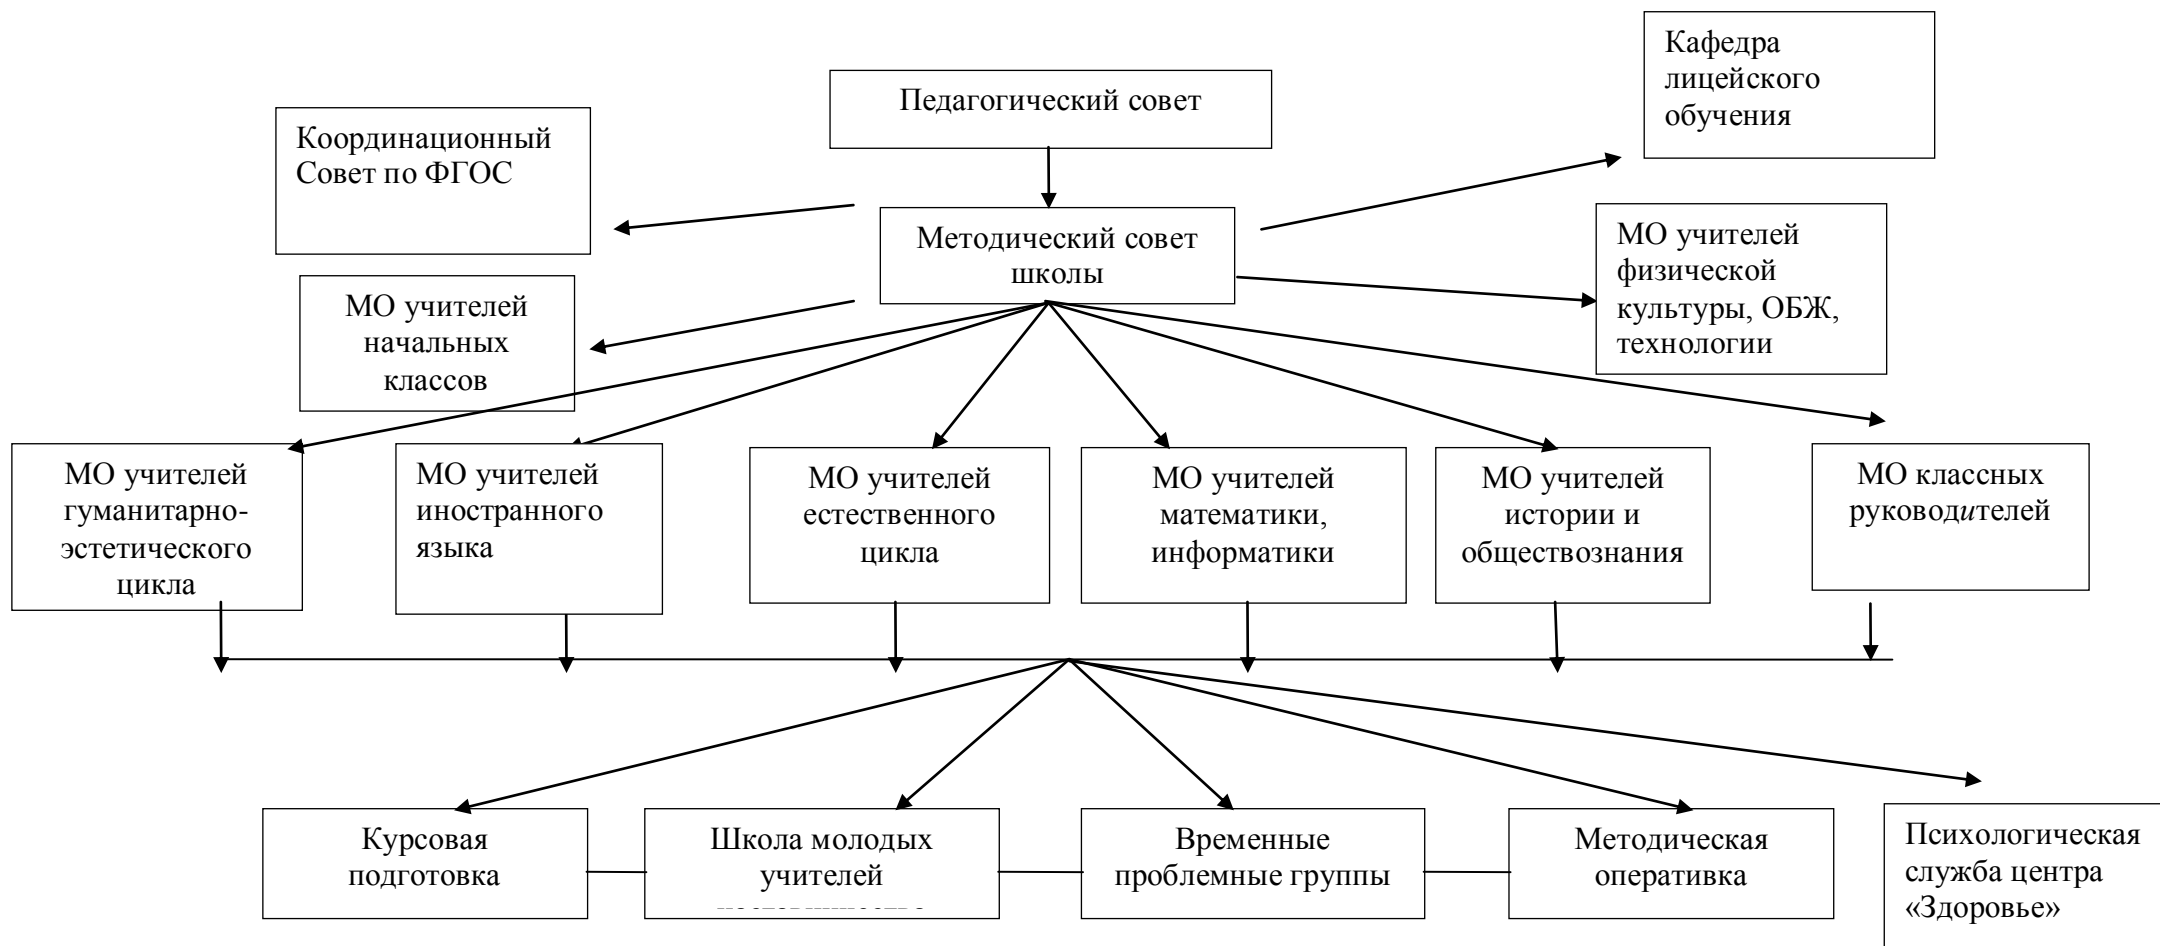 Кафедра
лицейского
обучения
Педагогический совет
Координационный
Совет по ФГОС
Методический совет
школы
МО учителей
физической
культуры, ОБЖ,
технологии
МО учителей
начальных
классов
МО учителей
гуманитарно-
эстетического
цикла
МО учителей
иностранного
языка
МО учителей
естественного
цикла
МО учителей
математики,
информатики
МО учителей
истории и
обществознания
МО классных
руководителей
Курсовая
подготовка
Школа молодых
учителей
Временные
проблемные группы
Методическая
оперативка
Психологическая
служба центра
«Здоровье»